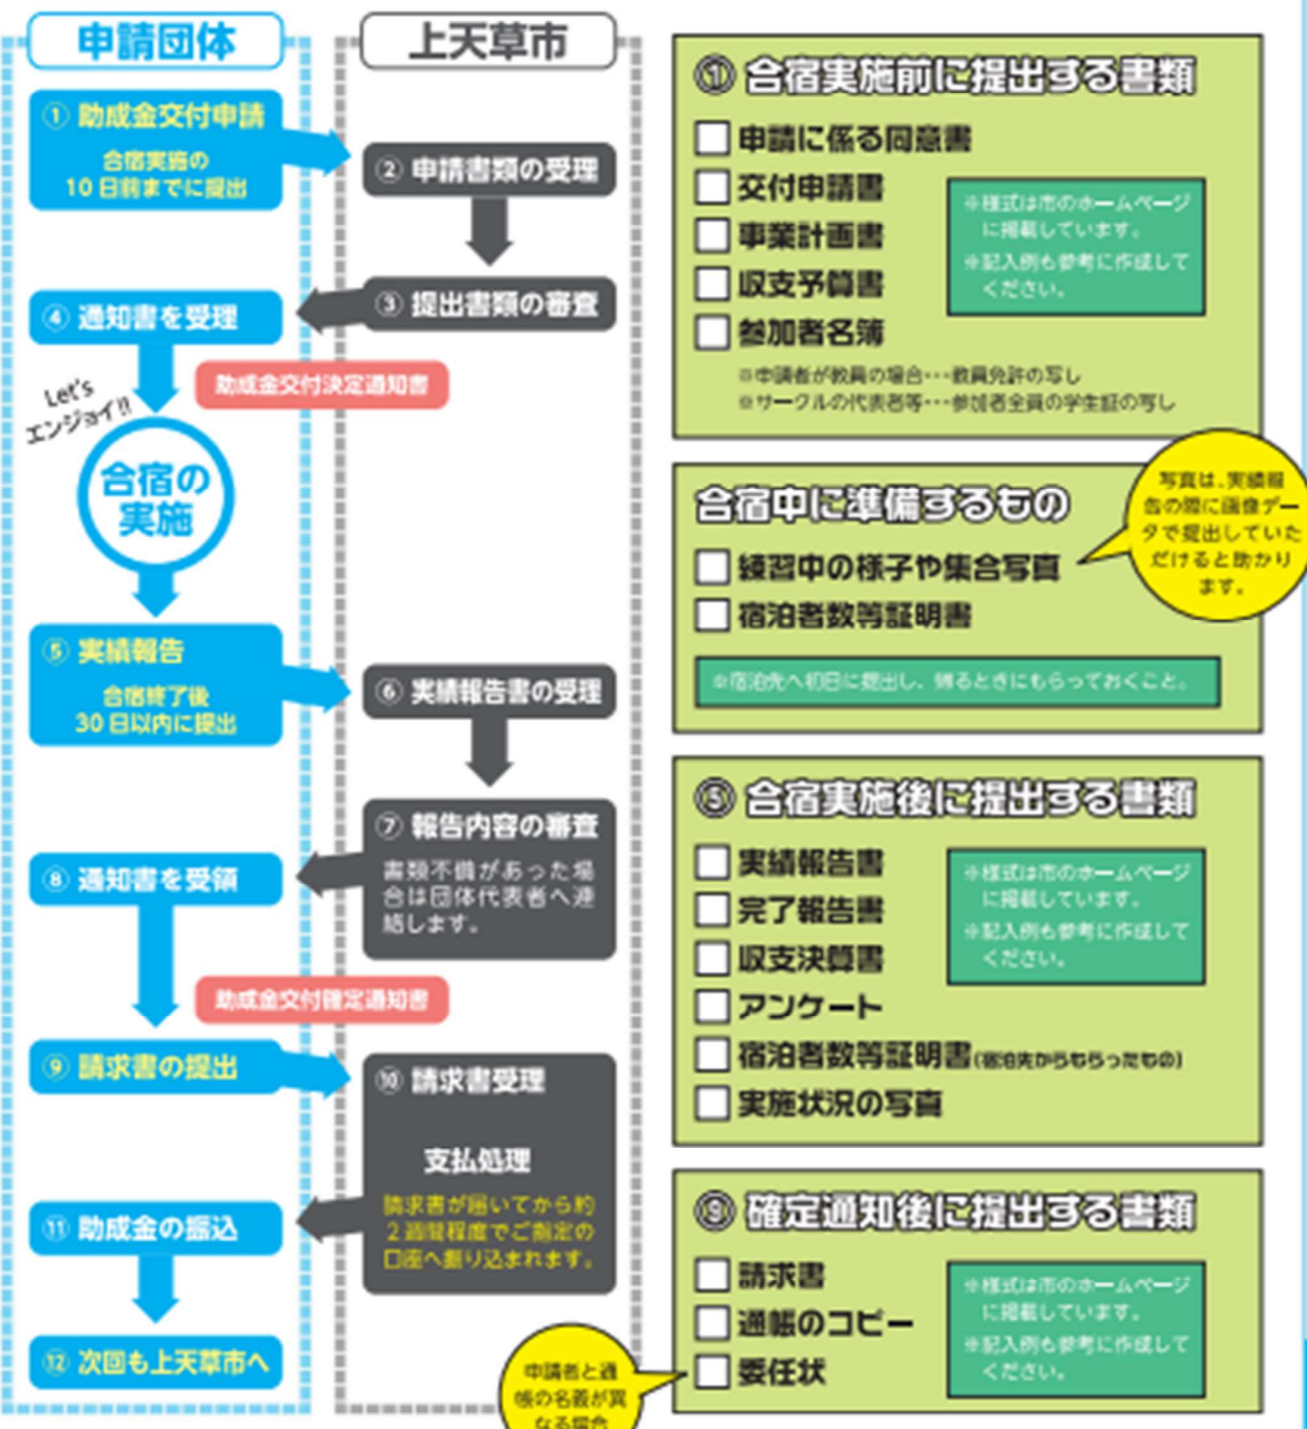 申請団体
① 助成金交付申請
合宿実施の
10日前までに提出
④ 通知書を受理
助成金交付決定通知書
Let's
エンジョイ!!
合宿の
実施
⑤ 実績報告
合宿終了後
30日以内に提出
⑧ 通知書を受領
助成金交付確定通知書
⑨ 請求書の提出
⑪ 助成金の振込
⑫ 次回も上天草市へ
上天草市
② 申請書類の受理
③ 提出書類の審査
⑥ 実績報告書の受理
⑦ 報告内容の審査
書類不備があった場
合は団体代表者へ連
絡します。
⑩ 請求書受理
支払処理
請求書が届いてから約
2週間程度でご指定の
口座へ振り込まれます。
① 合宿実施前に提出する書類
申請に係る同意書
交付申請書
事業計画書
収支予算書
参加者名簿
※様式は市のホームページ
に掲載しています。
※記入例も参考に作成して
ください。
※申請者が教員の場合…教員免許の写し
※サークルの代表者等…参加者全員の学生証の写し
合宿中に準備するもの
練習中の様子や集合写真
宿泊者数等証明書
※宿泊先へ初日に提出し、帰るときにもらっておくこと。
写真は、実績報
告の際に画像デー
タで提出していた
だけると助かり
ます。
⑤ 合宿実施後に提出する書類
実績報告書
完了報告書
収支決算書
アンケート
宿泊者数等証明書(宿泊先からもらったもの)
実施状況の写真
※様式は市のホームページ
に掲載しています。
※記入例も参考に作成して
ください。
⑨ 確定通知後に提出する書類
請求書
通帳のコピー
委任状
※様式は市のホームページ
に掲載しています。
※記入例も参考に作成して
ください。
申請者と通
帳の名義が異
なる場合